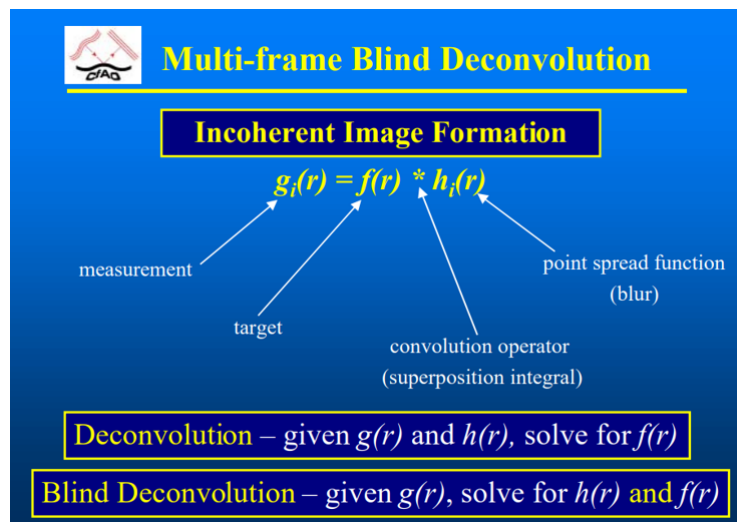 CfAO
Multi-frame Blind Deconvolution
Incoherent Image Formation
gᵢ(r) = f(r) * hᵢ(r)
measurement
point spread function
(blur)
target
convolution operator
(superposition integral)
Deconvolution – given g(r) and h(r), solve for f(r)
Blind Deconvolution – given g(r), solve for h(r) and f(r)